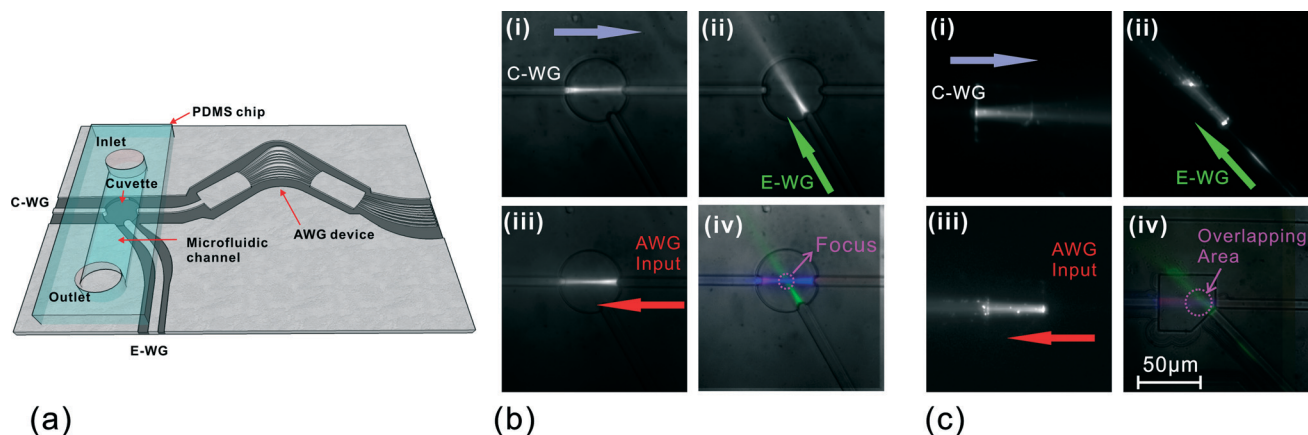 PDMS chip
Inlet
Cuvette
C-WG
Microfluidic
channel
AWG device
Outlet
E-WG
(a)
(i)
C-WG
(ii)
E-WG
(iii)
AWG
Input
(iv)
Focus
(b)
(i)
C-WG
(ii)
E-WG
(iii)
AWG
Input
(iv)
Overlapping
Area
50μm
(c)